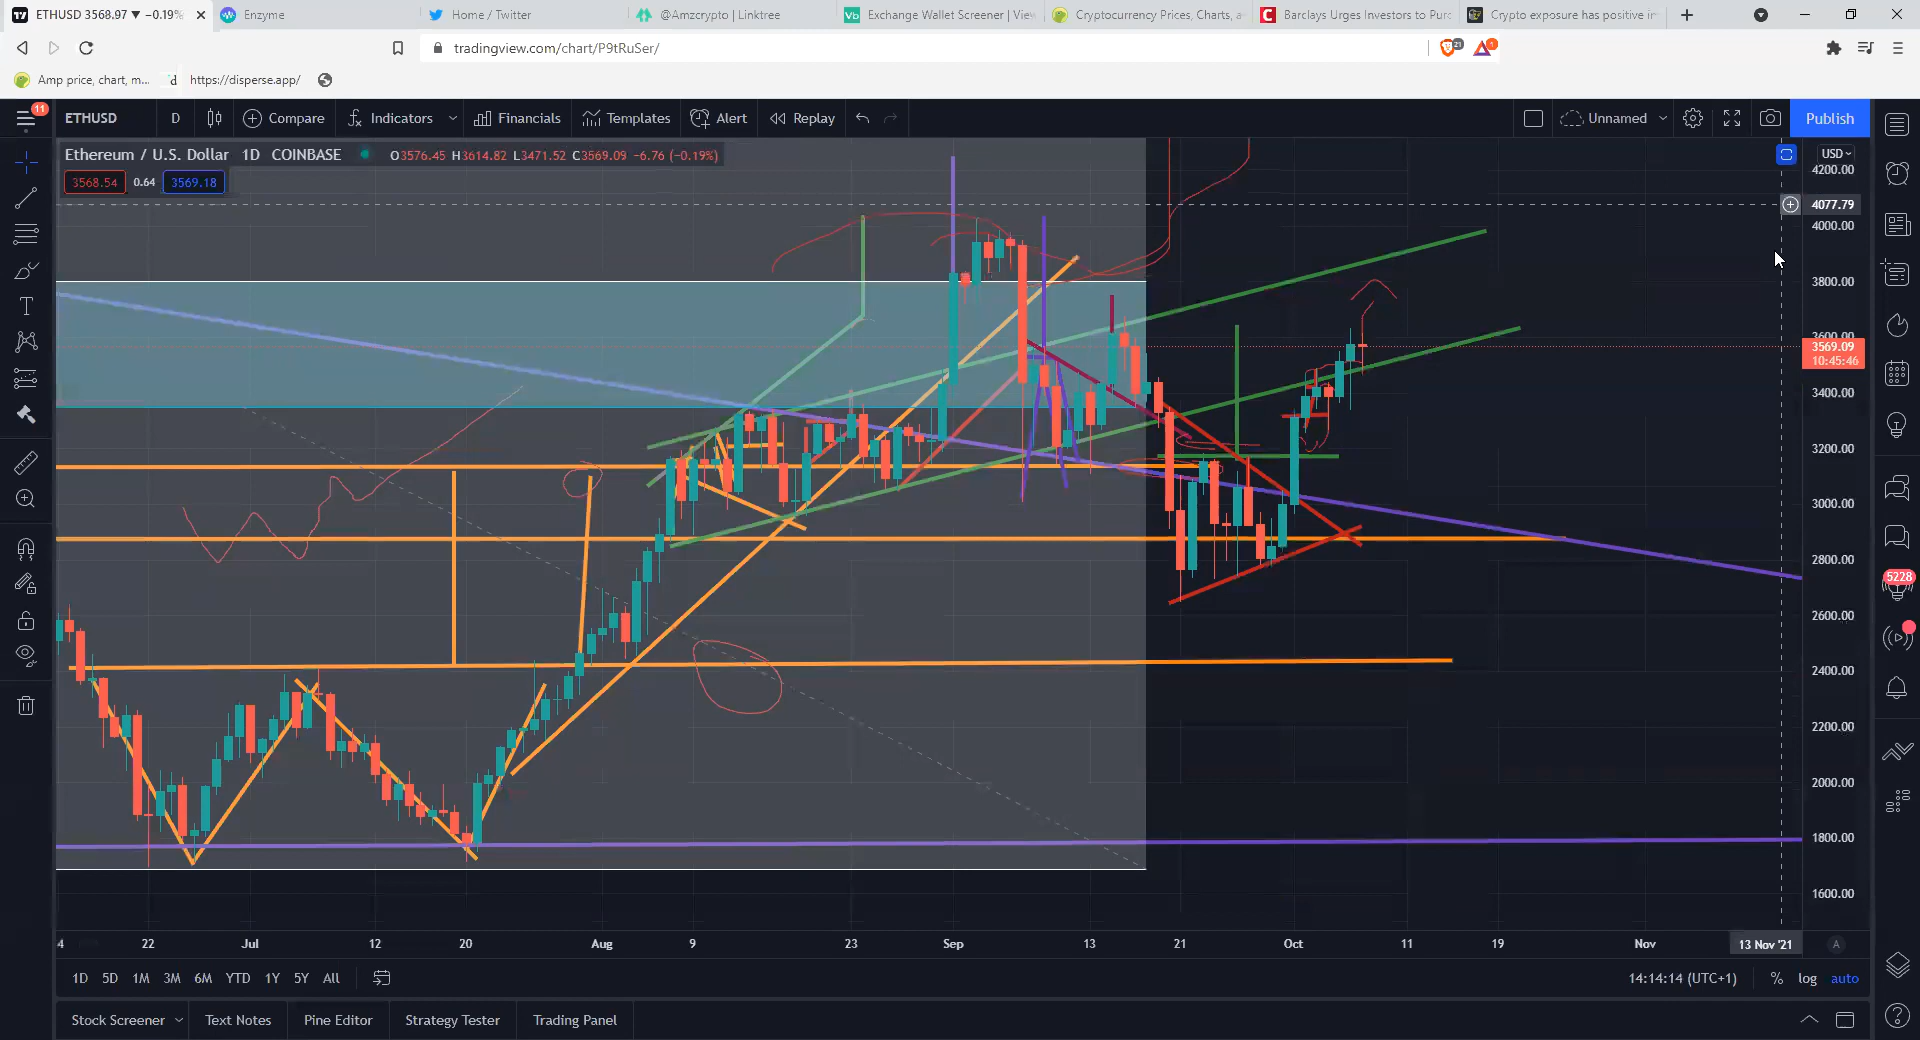 ETHUSD 3568.97 ▼ −0.19%
Enzyme
Home / Twitter
@Amzcrypto | Linktree
Exchange Wallet Screener | Vie
Cryptocurrency Prices, Charts, a
Barclays Urges Investors to Purc
Crypto exposure has positive im
tradingview.com/chart/P9tRuSer/
21
1
Amp price, chart, m...
https://disperse.app/
11
ETHUSD
D
Compare
Indicators
Financials
Templates
Alert
Replay
Unnamed
Publish
Ethereum / U.S. Dollar 1D COINBASE
O3576.45 H3614.82 L3471.52 C3569.09 −6.76 (−0.19%)
3568.54 0.64 3569.18
USD
4200.00
4077.79
4000.00
3800.00
3569.09
10:45:46
3400.00
3200.00
3000.00
2800.00
2600.00
2400.00
2200.00
2000.00
1800.00
1600.00
5228
4 22 Jul 12 20 Aug 9 23 Sep 13 21 Oct 11 19 Nov 13 Nov '21 A
1D 5D 1M 3M 6M YTD 1Y 5Y All
14:14:14 (UTC+1) % log auto
Stock Screener Text Notes Pine Editor Strategy Tester Trading Panel